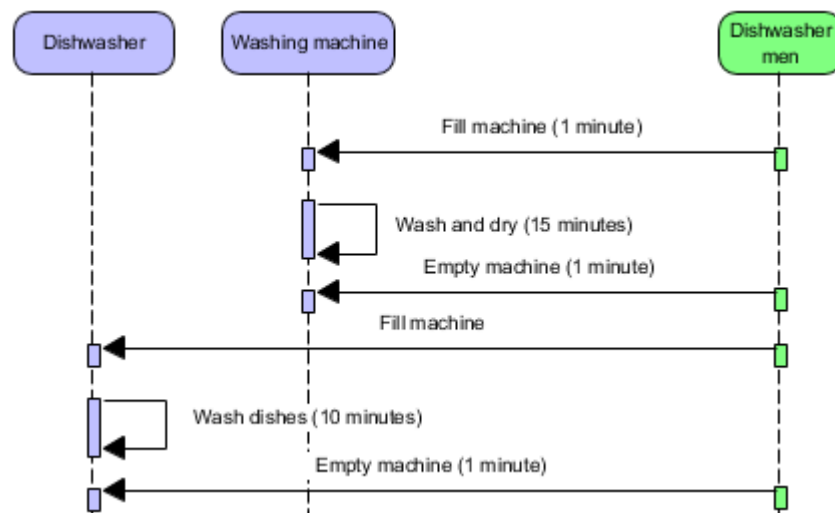 Dishwasher
Washing machine
Dishwasher
men
Fill machine (1 minute)
Wash and dry (15 minutes)
Empty machine (1 minute)
Fill machine
Wash dishes (10 minutes)
Empty machine (1 minute)